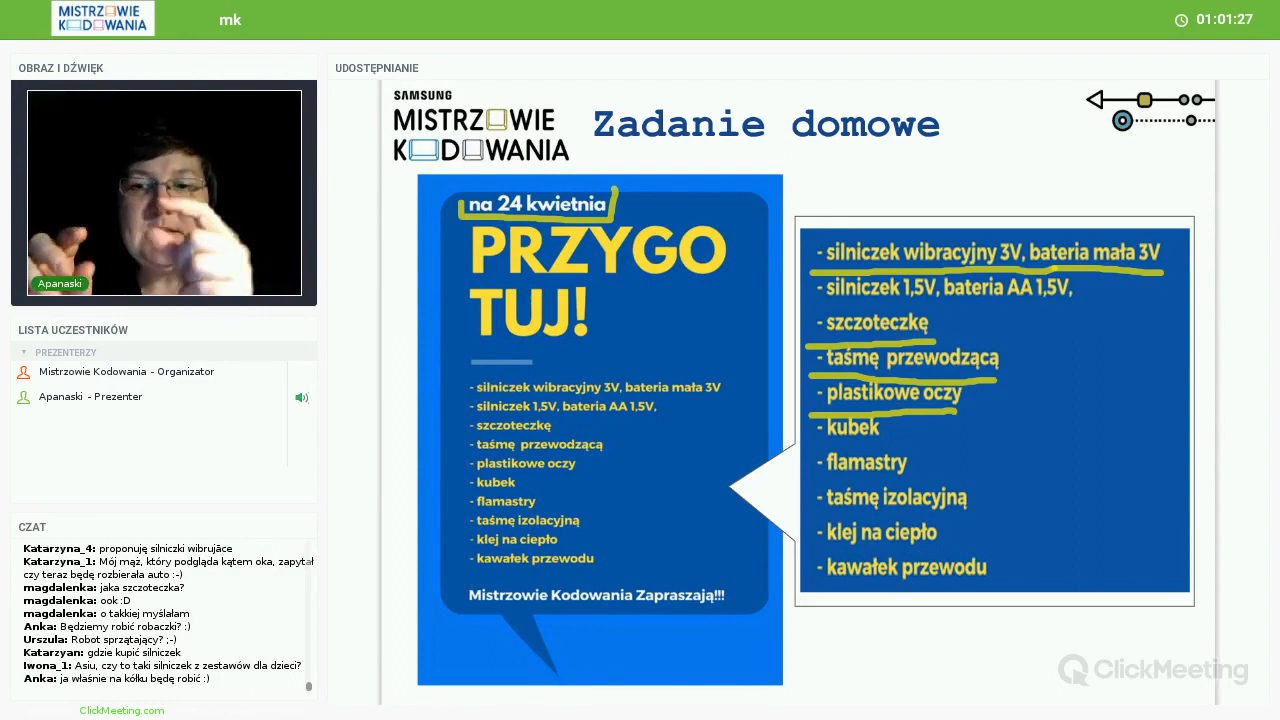 MISTRZOWIE
KODOWANIA
mk
01:01:27
OBRAZ I DŹWIĘK
Apanaski
LISTA UCZESTNIKÓW
PREZENTERZY
Mistrzowie Kodowania - Organizator
Apanaski - Prezenter
CZAT
Katarzyna_4: proponuję silniczki wibrujãce
Katarzyna_1: Mój mąż, który podgląda kątem oka, zapytał
czy teraz będę rozbierała auto :-)
magdalenka: jaka szczoteczka?
magdalenka: ook :D
magdalenka: o takkiej myślałam
Anka: Będziemy robić robaczki? :)
Urszula: Robot sprzątający? ;-)
Katarzyan: gdzie kupić silniczek
Iwona_1: Asiu, czy to taki silniczek z zestawów dla dzieci?
Anka: ja właśnie na kółku będę robić :)
ClickMeeting.com
UDOSTĘPNIANIE
SAMSUNG
MISTRZOWIE
KODOWANIA
Zadanie domowe
na 24 kwietnia
PRZYGO
TUJ!
- silniczek wibracyjny 3V, bateria mała 3V
- silniczek 1,5V, bateria AA 1,5V,
- szczoteczkę
- taśmę przewodzącą
- plastikowe oczy
- kubek
- flamastry
- taśmę izolacyjną
- klej na ciepło
- kawałek przewodu
Mistrzowie Kodowania Zapraszają!!!
- silniczek wibracyjny 3V, bateria mała 3V
- silniczek 1,5V, bateria AA 1,5V,
- szczoteczkę
- taśmę przewodzącą
- plastikowe oczy
- kubek
- flamastry
- taśmę izolacyjną
- klej na ciepło
- kawałek przewodu
ClickMeeting